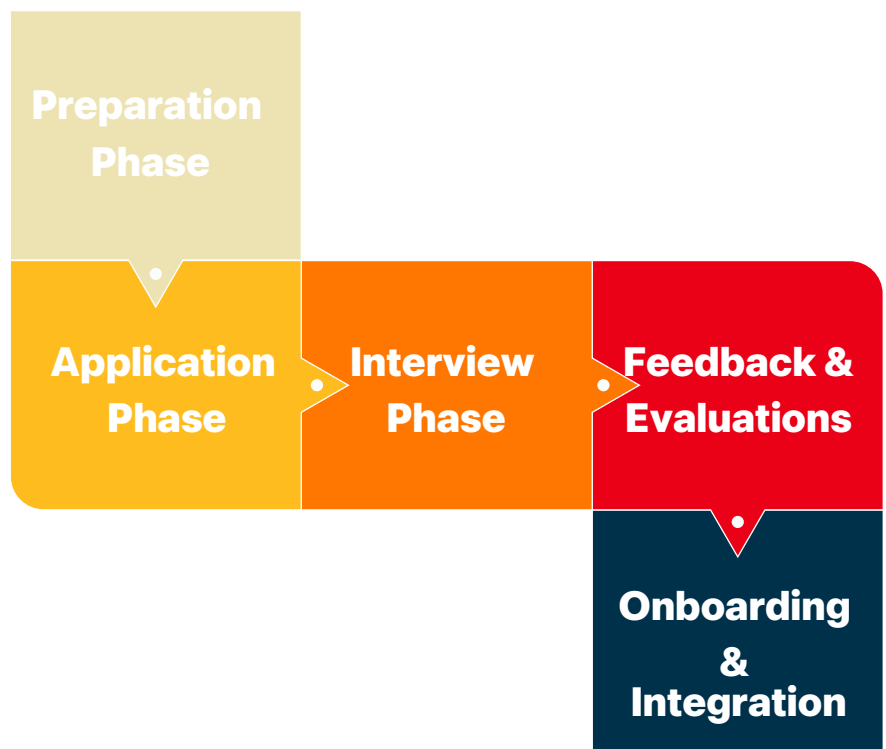 Preparation
Phase
Application
Phase
Interview
Phase
Feedback &
Evaluations
Onboarding
&
Integration